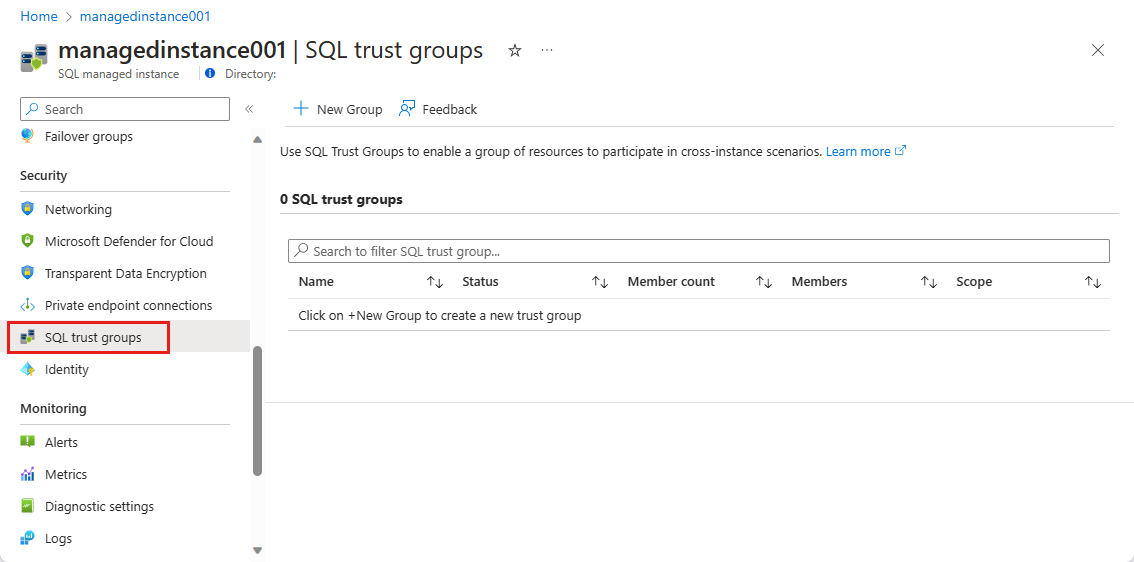 Home > managedinstance001
managedinstance001 | SQL trust groups
SQL managed instance
Directory:
Search
Failover groups
Security
Networking
Microsoft Defender for Cloud
Transparent Data Encryption
Private endpoint connections
SQL trust groups
Identity
Monitoring
Alerts
Metrics
Diagnostic settings
Logs
New Group Feedback
Use SQL Trust Groups to enable a group of resources to participate in cross-instance scenarios. Learn more
0 SQL trust groups
Search to filter SQL trust group...
Name Status Member count Members Scope
Click on +New Group to create a new trust group